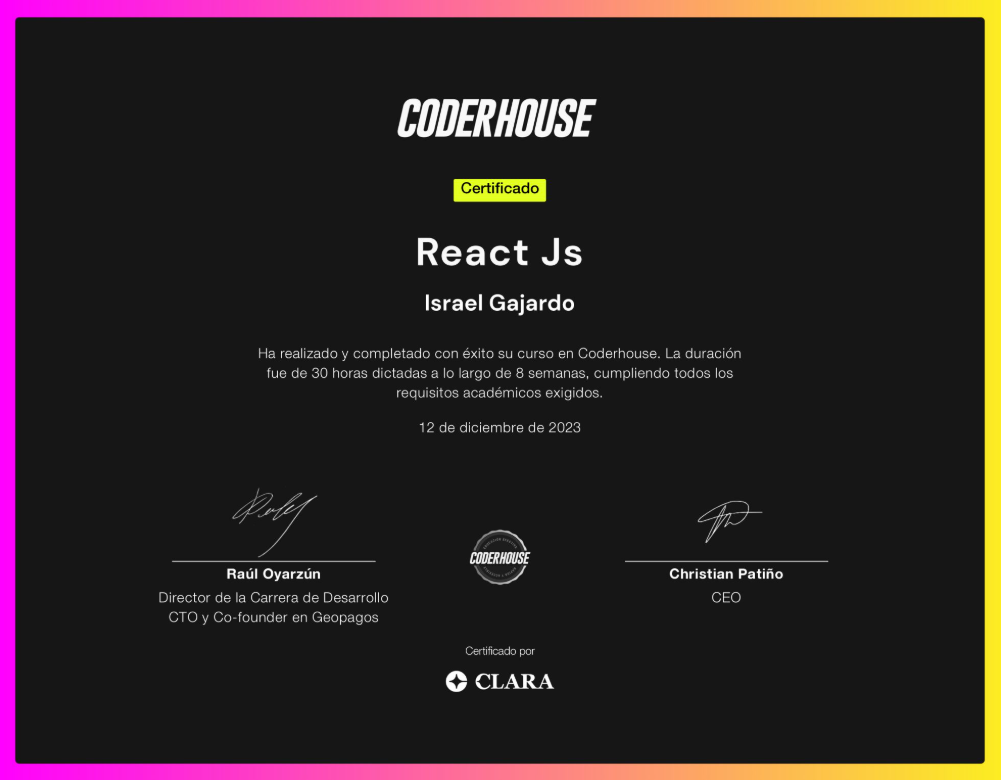 CODERHOUSE
Certificado
React Js
Israel Gajardo
Ha realizado y completado con éxito su curso en Coderhouse. La duración
fue de 30 horas dictadas a lo largo de 8 semanas, cumpliendo todos los
requisitos académicos exigidos.
12 de diciembre de 2023
CODERHOUSE
Raúl Oyarzún
Director de la Carrera de Desarrollo
CTO y Co-founder en Geopagos
Christian Patiño
CEO
Certificado por
CLARA